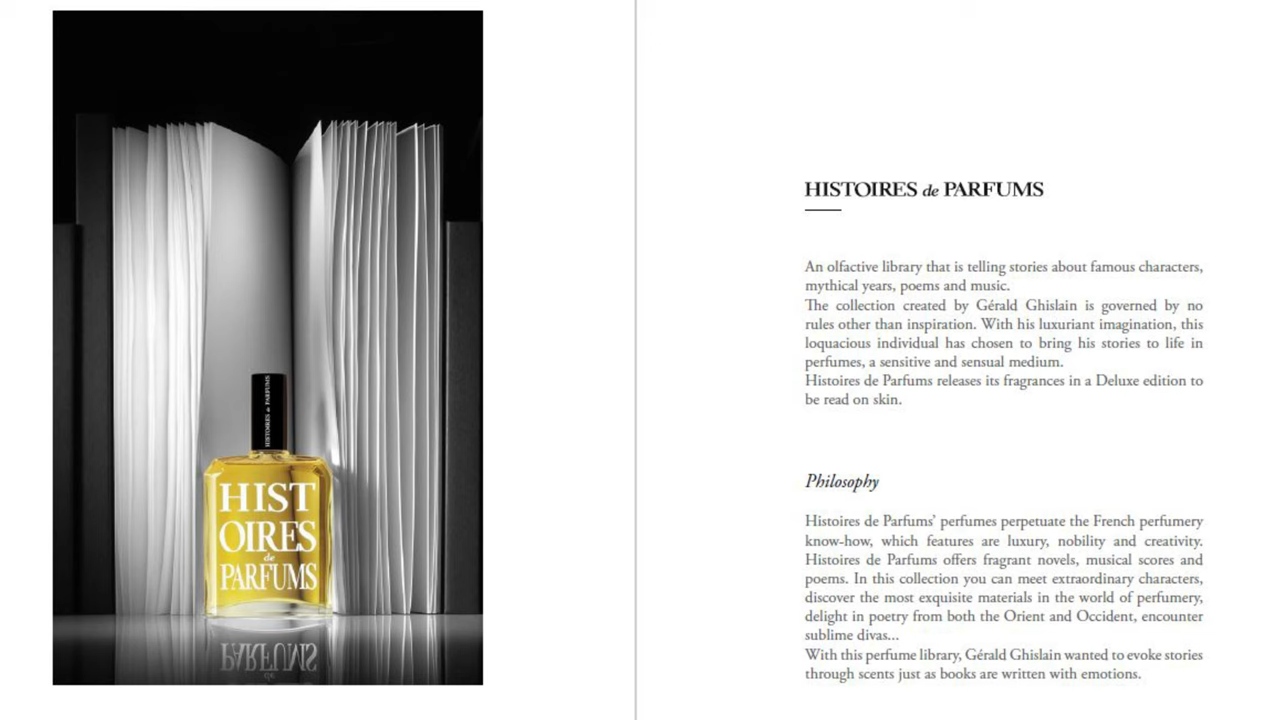 HISTOIRES de PARFUMS
HIST
OIRES
de
PARFUMS
PARFUMS
de
HISTOIRES de PARFUMS
An olfactive library that is telling stories about famous characters,
mythical years, poems and music.
The collection created by Gérald Ghislain is governed by no
rules other than inspiration. With his luxuriant imagination, this
loquacious individual has chosen to bring his stories to life in
perfumes, a sensitive and sensual medium.
Histoires de Parfums releases its fragrances in a Deluxe edition to
be read on skin.
Philosophy
Histoires de Parfums' perfumes perpetuate the French perfumery
know-how, which features are luxury, nobility and creativity.
Histoires de Parfums offers fragrant novels, musical scores and
poems. In this collection you can meet extraordinary characters,
discover the most exquisite materials in the world of perfumery,
delight in poetry from both the Orient and Occident, encounter
sublime divas...
With this perfume library, Gérald Ghislain wanted to evoke stories
through scents just as books are written with emotions.